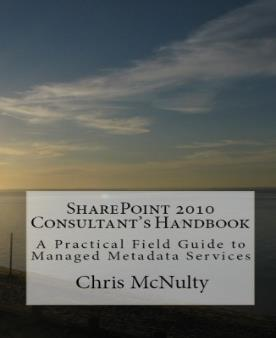 SharePoint 2010
Consultant's Handbook
A Practical Field Guide to
Managed Metadata Services
Chris McNulty